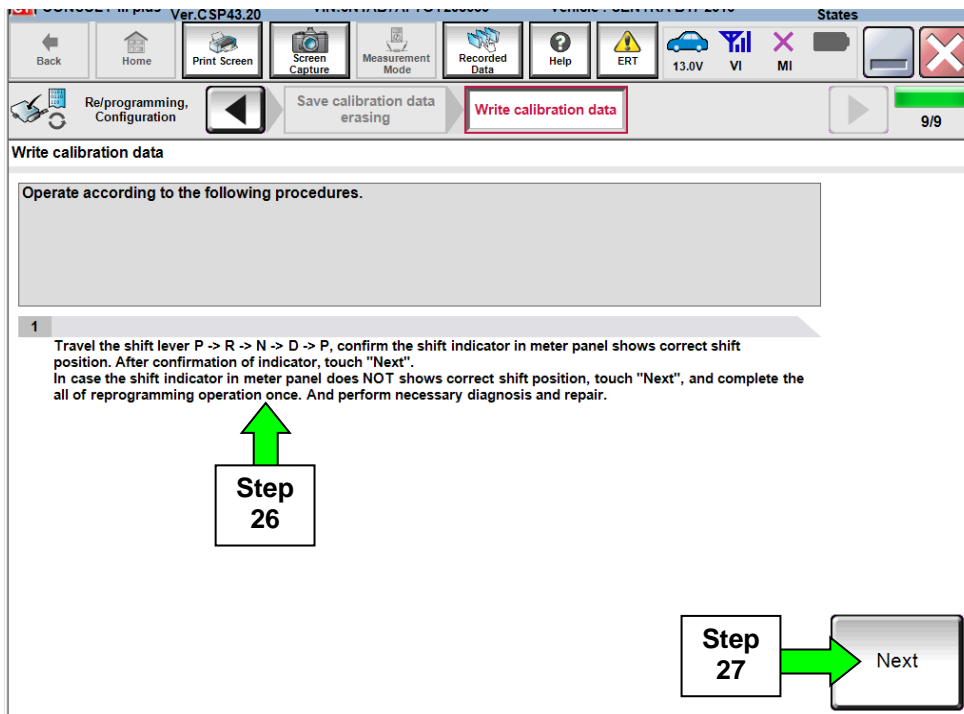 Ver.CSP43.20
States
Back
Home
Print Screen
Screen Capture
Measurement Mode
Recorded Data
Help
ERT
13.0V
VI
MI
Re/programming,
Configuration
Save calibration data
erasing
Write calibration data
9/9
Write calibration data
Operate according to the following procedures.
1
Travel the shift lever P -> R -> N -> D -> P, confirm the shift indicator in meter panel shows correct shift
position. After confirmation of indicator, touch "Next".
In case the shift indicator in meter panel does NOT shows correct shift position, touch "Next", and complete the
all of reprogramming operation once. And perform necessary diagnosis and repair.
Step
26
Step
27
Next